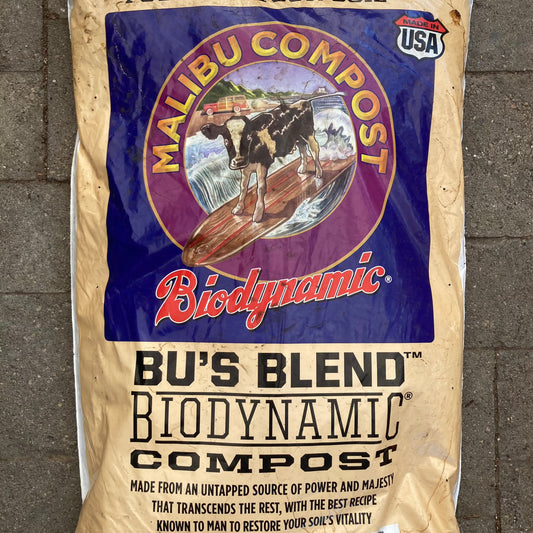 MADE IN
USA
MALIBU COMPOST
Biodynamic®
BU'S BLEND™
BIODYNAMIC®
COMPOST
MADE FROM AN UNTAPPED SOURCE OF POWER AND MAJESTY
THAT TRANSCENDS THE REST, WITH THE BEST RECIPE
KNOWN TO MAN TO RESTORE YOUR SOIL'S VITALITY